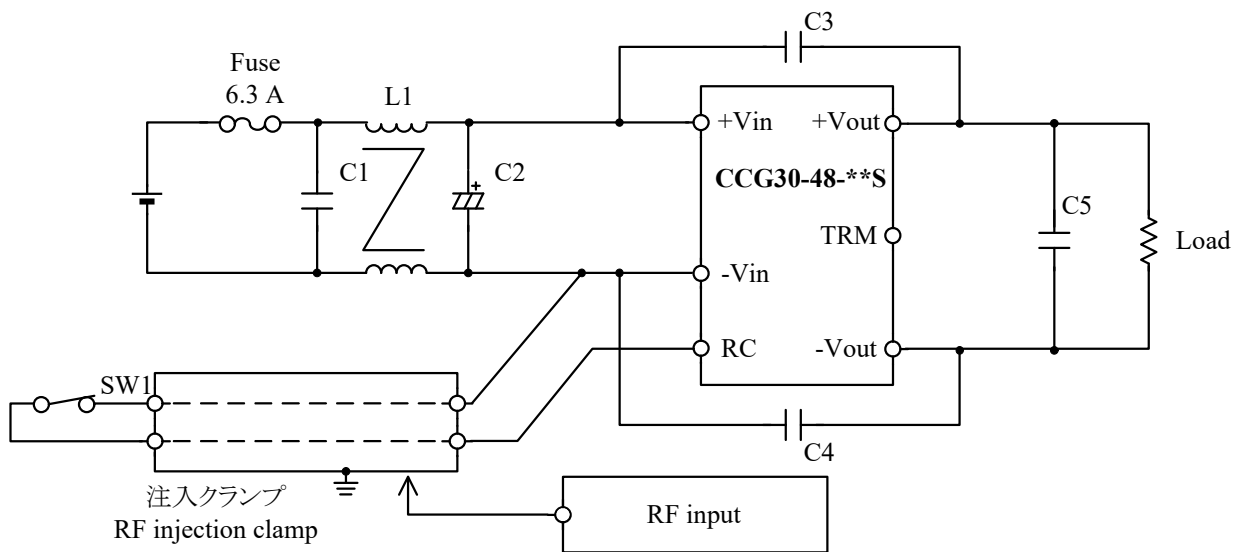 C3
Fuse
6.3 A
L1
+Vin
+Vout
C1
+
C2
CCG30-48-**S
C5
TRM
Load
-Vin
RC
-Vout
SW1
C4
注入クランプ
RF injection clamp
RF input